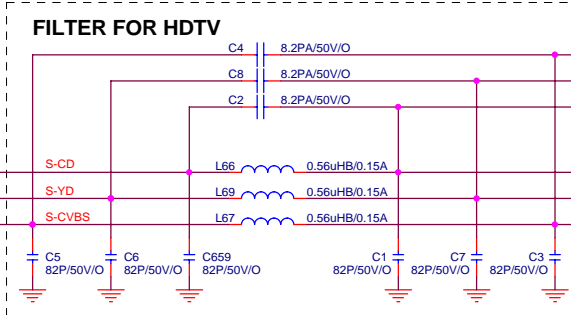 FILTER FOR HDTV
C4 8.2PA/50V/O
C8 8.2PA/50V/O
C2 8.2PA/50V/O
S-CD L66 0.56uHB/0.15A
S-YD L69 0.56uHB/0.15A
S-CVBS L67 0.56uHB/0.15A
C5 C6 C659 C1 C7 C3
82P/50V/O 82P/50V/O 82P/50V/O 82P/50V/O 82P/50V/O 82P/50V/O